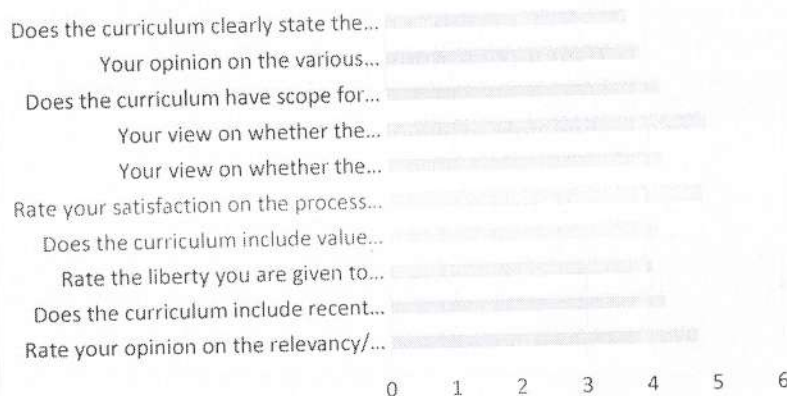 Does the curriculum clearly state the...
Your opinion on the various...
Does the curriculum have scope for...
Your view on whether the...
Your view on whether the...
Rate your satisfaction on the process...
Does the curriculum include value...
Rate the liberty you are given to...
Does the curriculum include recent...
Rate your opinion on the relevancy/...
0 1 2 3 4 5 6